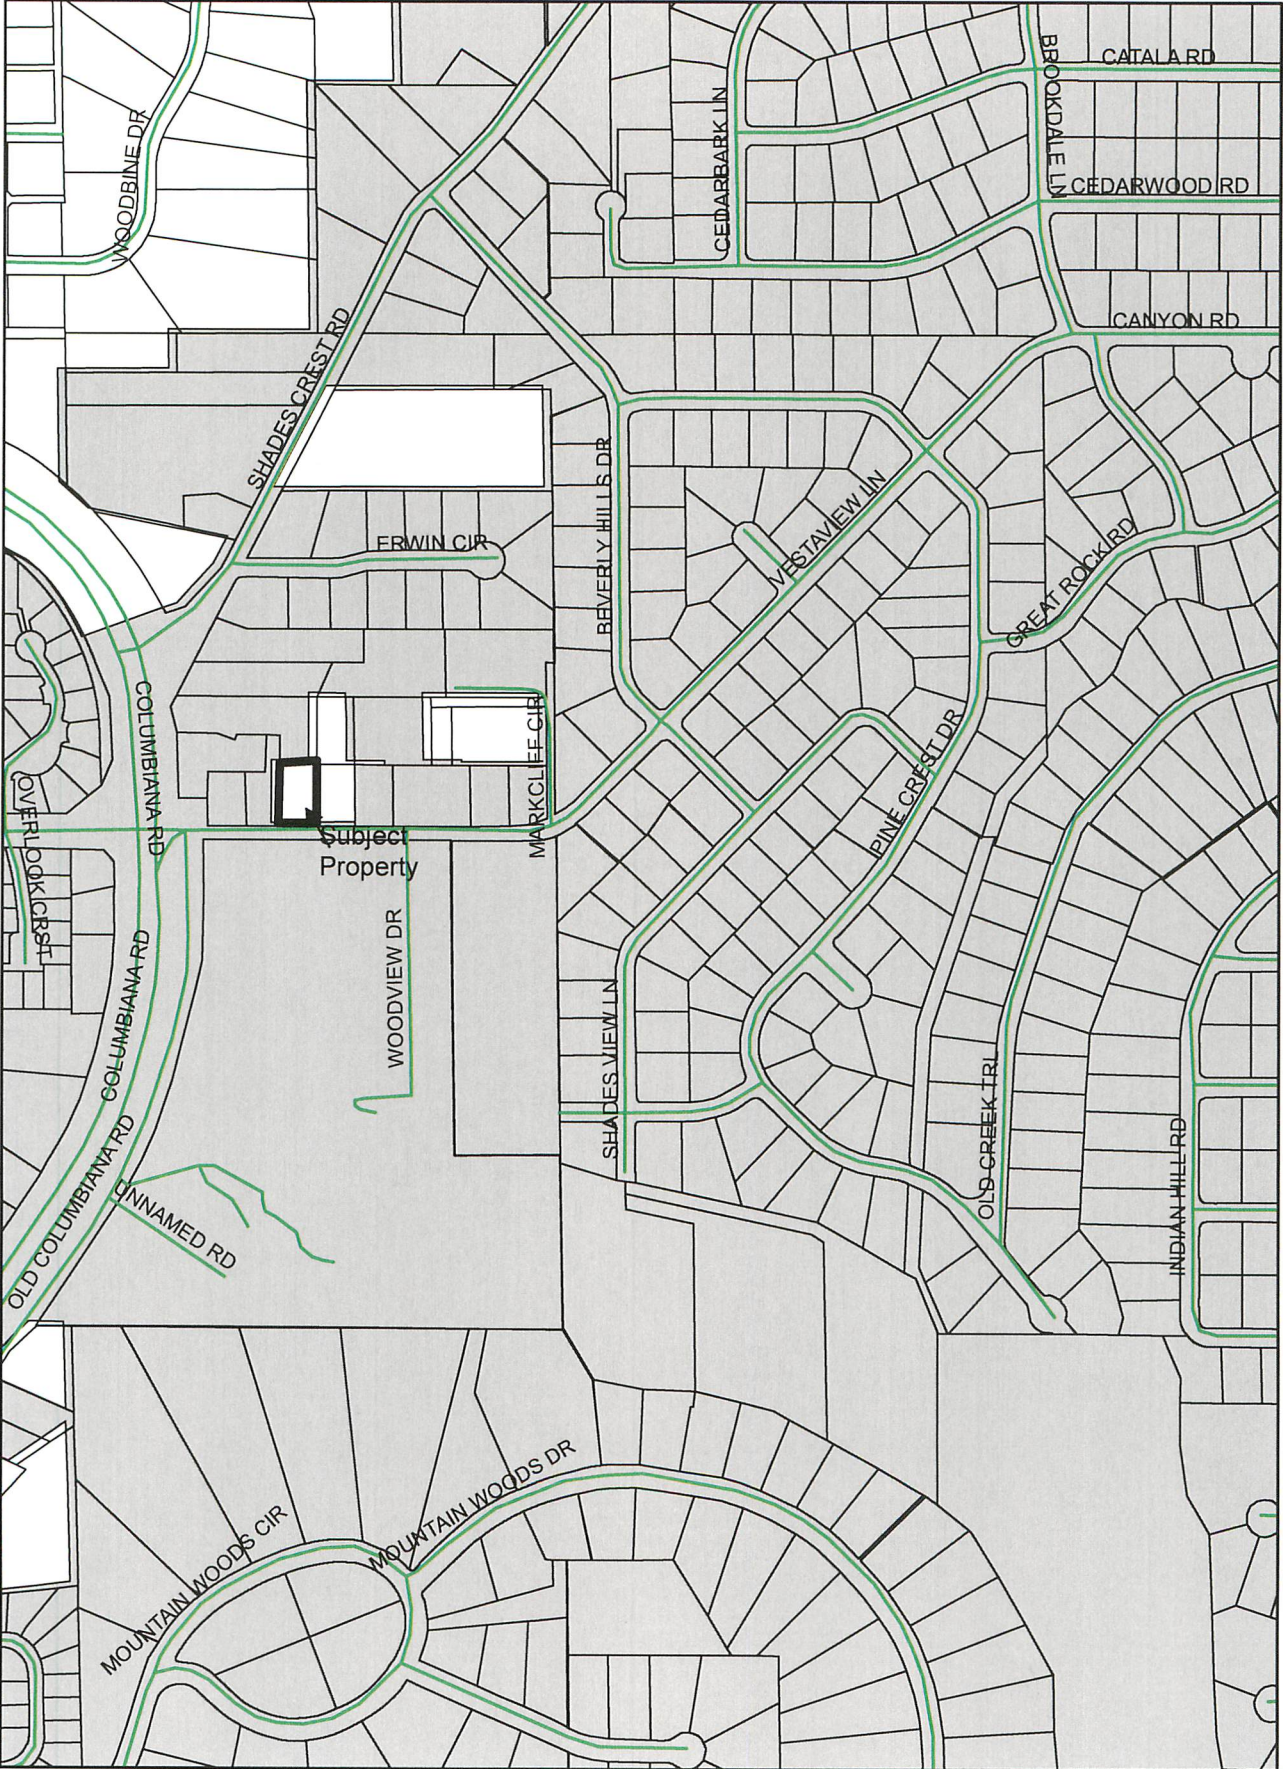 CATALA RD
BROOKDALE LN
WOODBINE DR
CEDARBARK LN
CEDARWOOD RD
CANYON RD
SHADES CREST RD
BEVERLY HILLS DR
VESTAVIEW LN
ERWIN CIR
GREAT ROCK RD
COLUMBIANA RD
MARKCLIFF CIR
PINE CREST DR
OVERLOOK CRST
Subject
Property
WOODVIEW DR
COLUMBIANA RD
SHADES VIEW LN
OLD CREEK TRL
INDIAN HILL RD
OLD COLUMBIANA RD
UNNAMED RD
MOUNTAIN WOODS DR
MOUNTAIN WOODS CIR